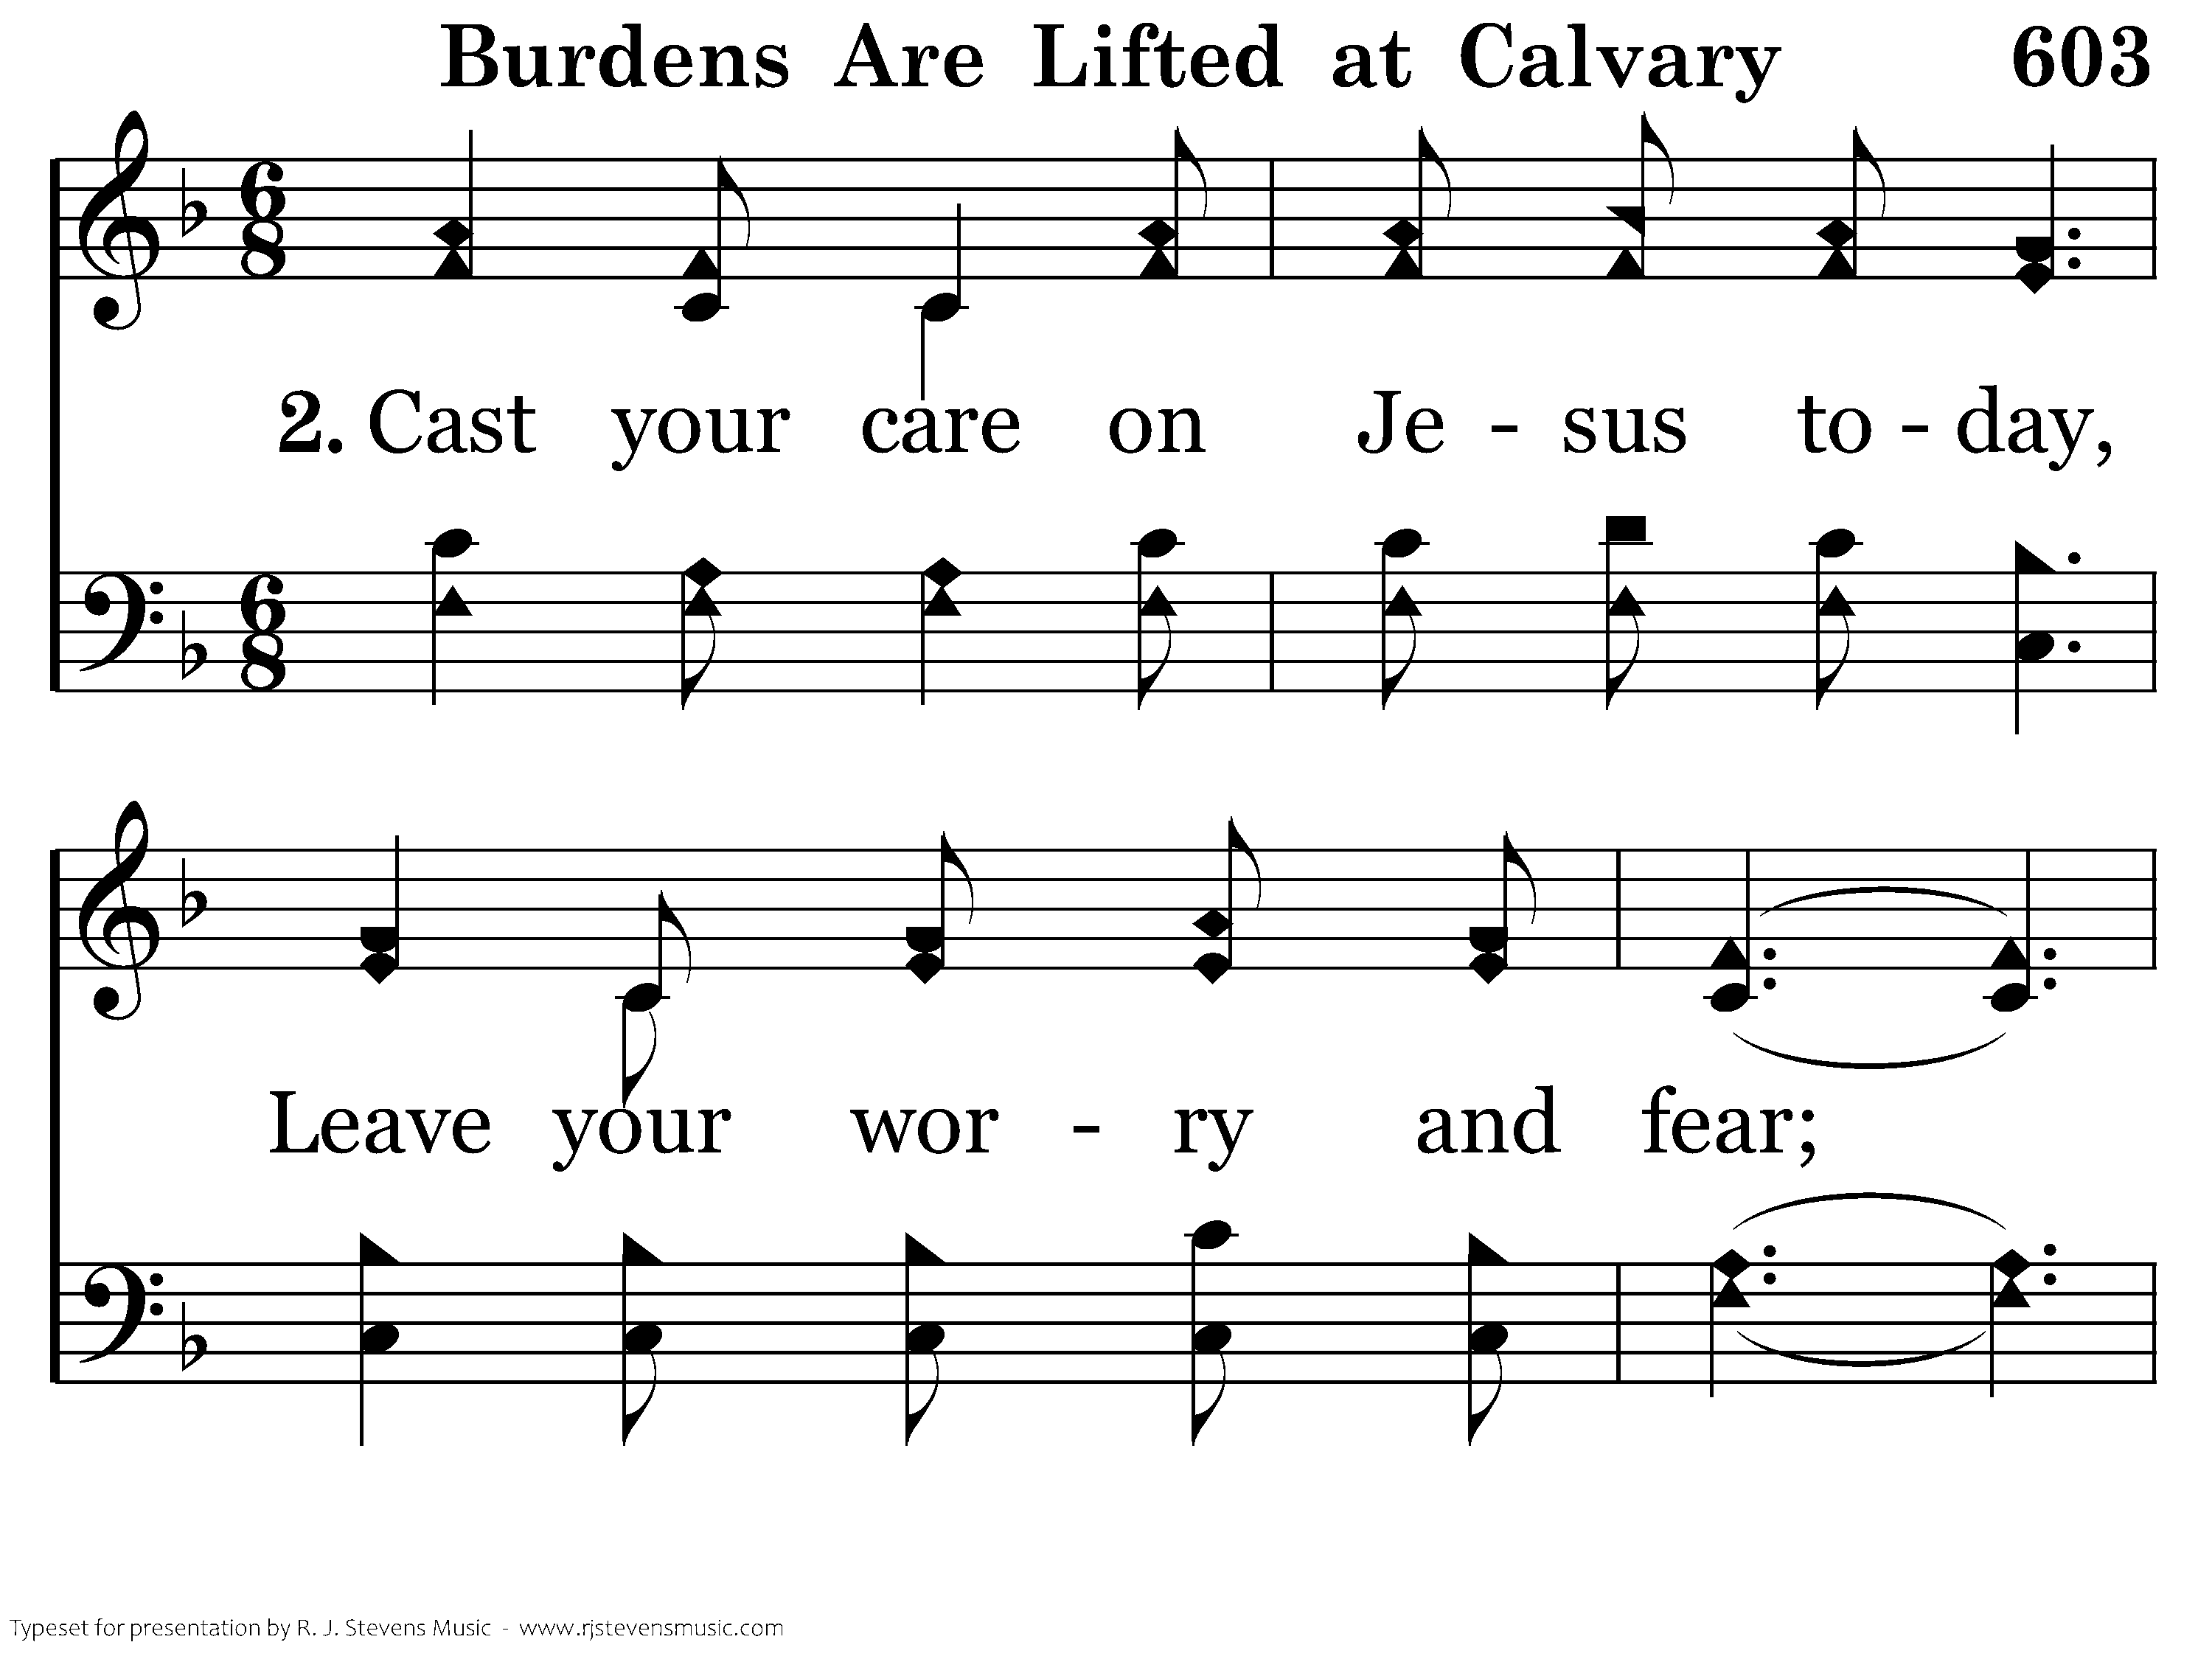 Burdens Are Lifted at Calvary 603
2. Cast your care on Je - sus to - day,
Leave your wor - ry and fear;
Typeset for presentation by R. J. Stevens Music - www.rjstevensmusic.com